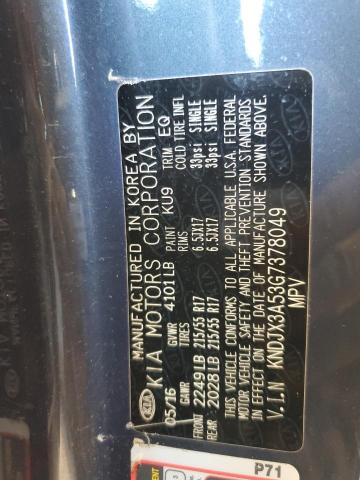 MANUFACTURED IN KOREA BY
KIA MOTORS CORPORATION
05/16 GVWR 4101LB PAINT KU9 TRIM EQ
GAWR TIRES RIMS COLD TIRE INFL
FRONT 2249LB 215/55 R17 6.5JX17 33psi SINGLE
REAR 2028LB 215/55 R17 6.5JX17 33psi SINGLE
THIS VEHICLE CONFORMS TO ALL APPLICABLE U.S.A. FEDERAL
MOTOR VEHICLE SAFETY AND THEFT PREVENTION STANDARDS
IN EFFECT ON THE DATE OF MANUFACTURE SHOWN ABOVE.
V.I.N KNDJX3A53G7378049
MPV
P71